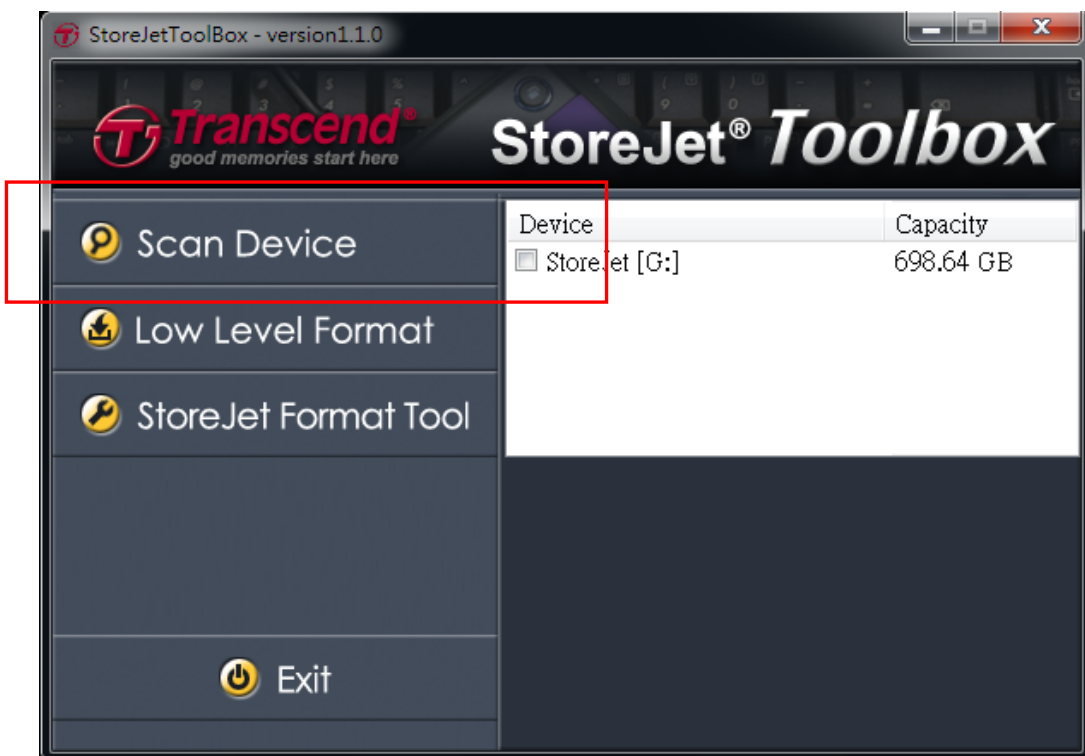 StoreJetToolBox - version1.1.0
Transcend®
good memories start here
StoreJet® Toolbox
Scan Device
Device Capacity
StoreJet [G:] 698.64 GB
Low Level Format
StoreJet Format Tool
Exit